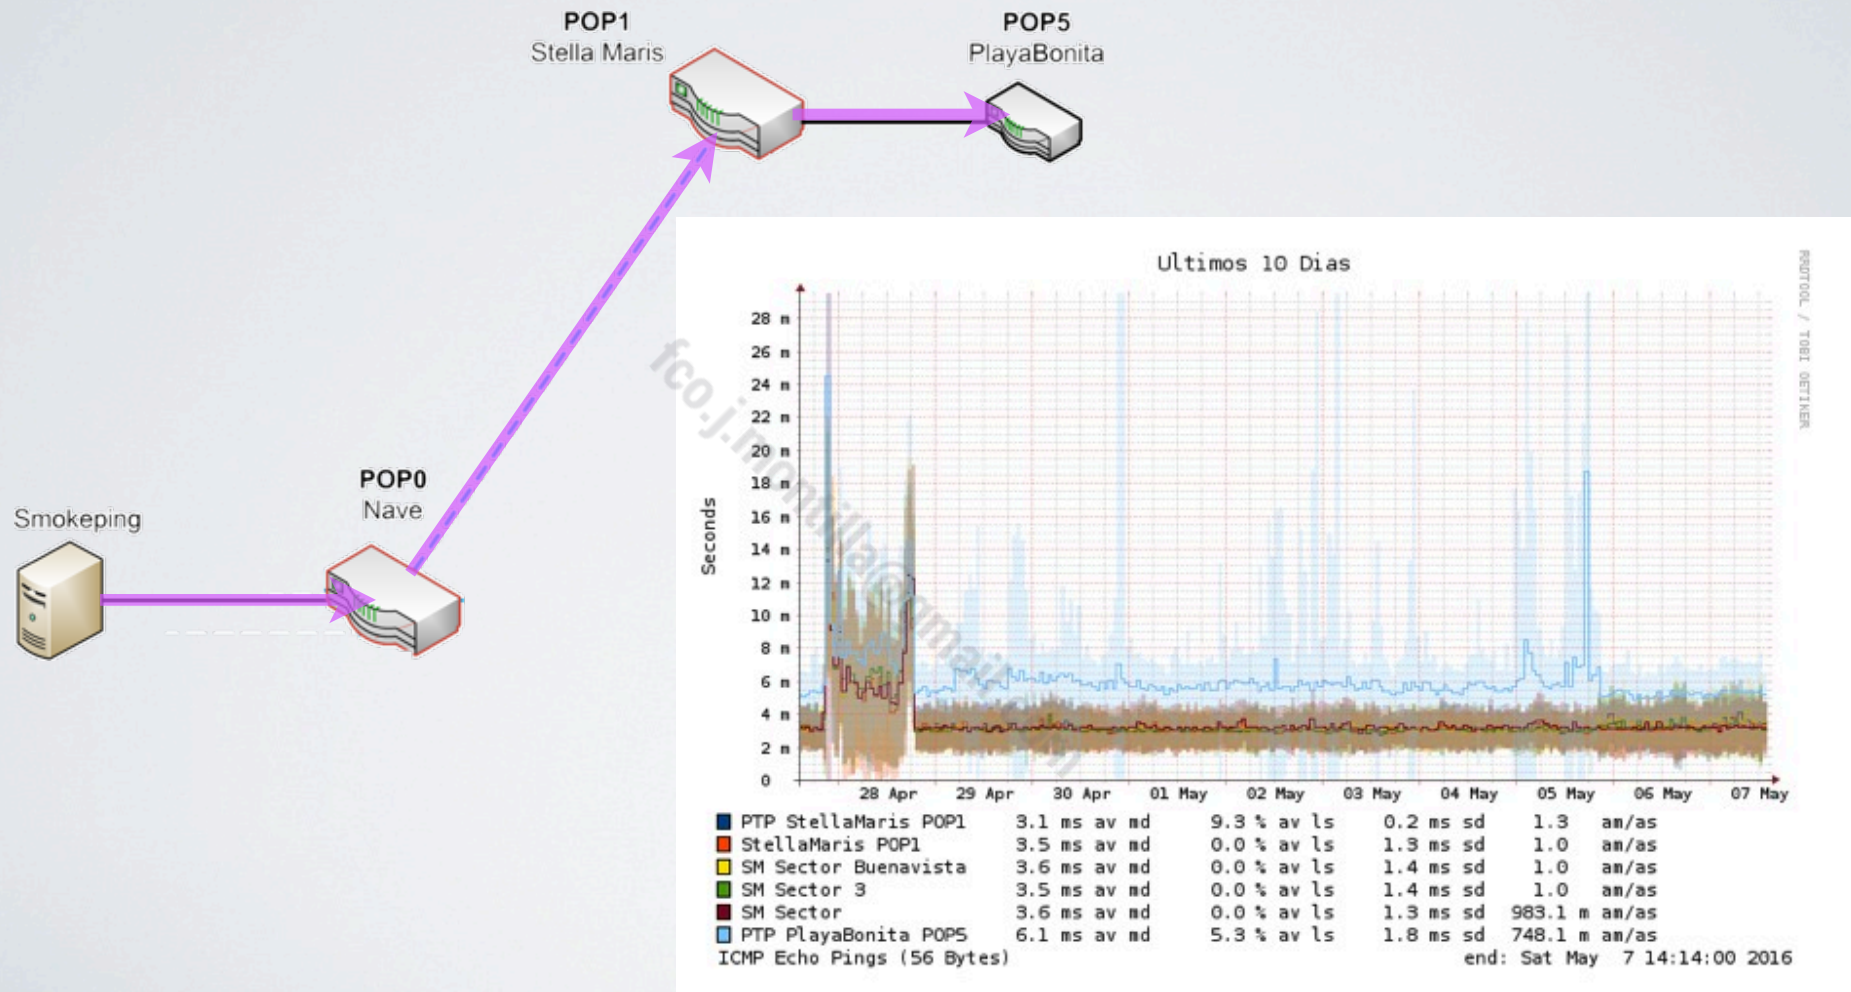 POP1
Stella Maris
POP5
PlayaBonita
POP0
Nave
Smokeping
Ultimos 10 Dias
RRDTOOL / TOBI OETIKER
Seconds
28 m
26 m
24 m
22 m
20 m
18 m
16 m
14 m
12 m
10 m
8 m
6 m
4 m
2 m
0
28 Apr 29 Apr 30 Apr 01 May 02 May 03 May 04 May 05 May 06 May 07 May
PTP StellaMaris POP1 3.1 ms av md 9.3 % av ls 0.2 ms sd 1.3 am/as
StellaMaris POP1 3.5 ms av md 0.0 % av ls 1.3 ms sd 1.0 am/as
SM Sector Buenavista 3.6 ms av md 0.0 % av ls 1.4 ms sd 1.0 am/as
SM Sector 3 3.5 ms av md 0.0 % av ls 1.4 ms sd 1.0 am/as
SM Sector 3.6 ms av md 0.0 % av ls 1.3 ms sd 983.1 m am/as
PTP PlayaBonita POP5 6.1 ms av md 5.3 % av ls 1.8 ms sd 748.1 m am/as
ICMP Echo Pings (56 Bytes) end: Sat May 7 14:14:00 2016